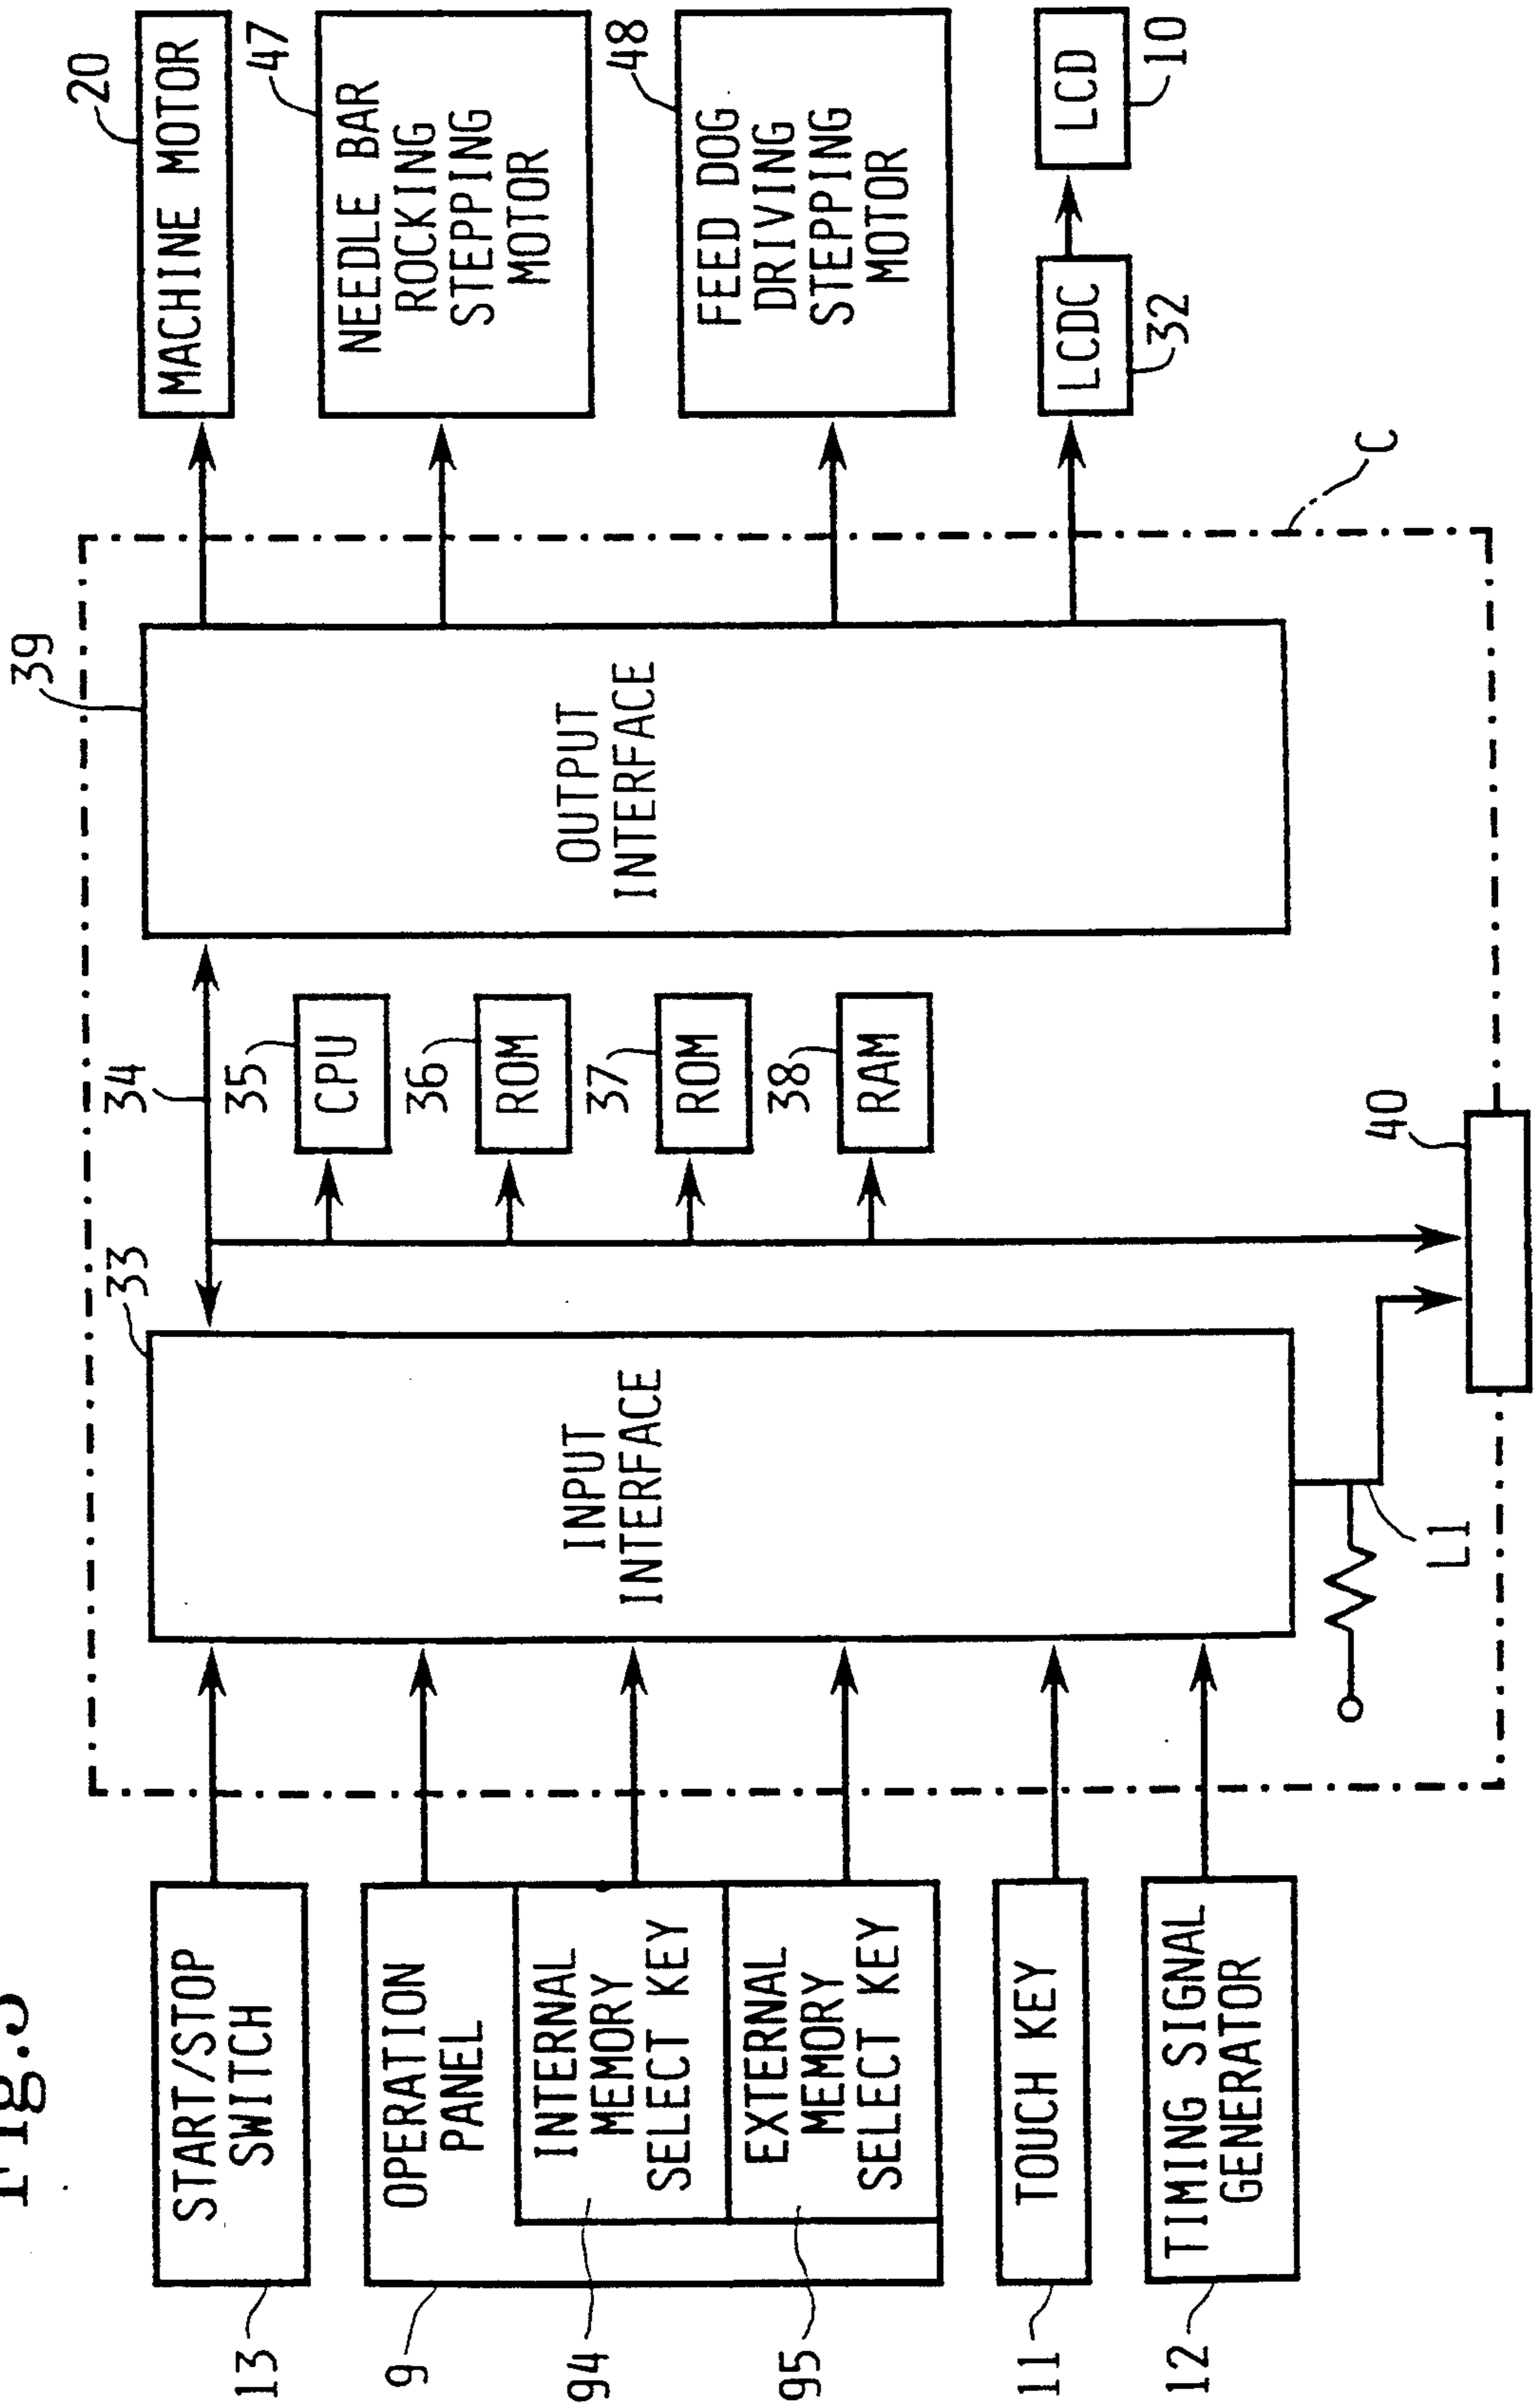 Fig.5
START/STOP
SWITCH
13
OPERATION
PANEL
9
INTERNAL
MEMORY
SELECT KEY
94
EXTERNAL
MEMORY
SELECT KEY
95
TOUCH KEY
11
TIMING SIGNAL
GENERATOR
12
33
INPUT
INTERFACE
L1
34
35
CPU
36
ROM
37
ROM
38
RAM
40
39
OUTPUT
INTERFACE
C
20
MACHINE MOTOR
47
NEEDLE BAR
ROCKING
STEPPING
MOTOR
48
FEED DOG
DRIVING
STEPPING
MOTOR
LCDC
32
LCD
10